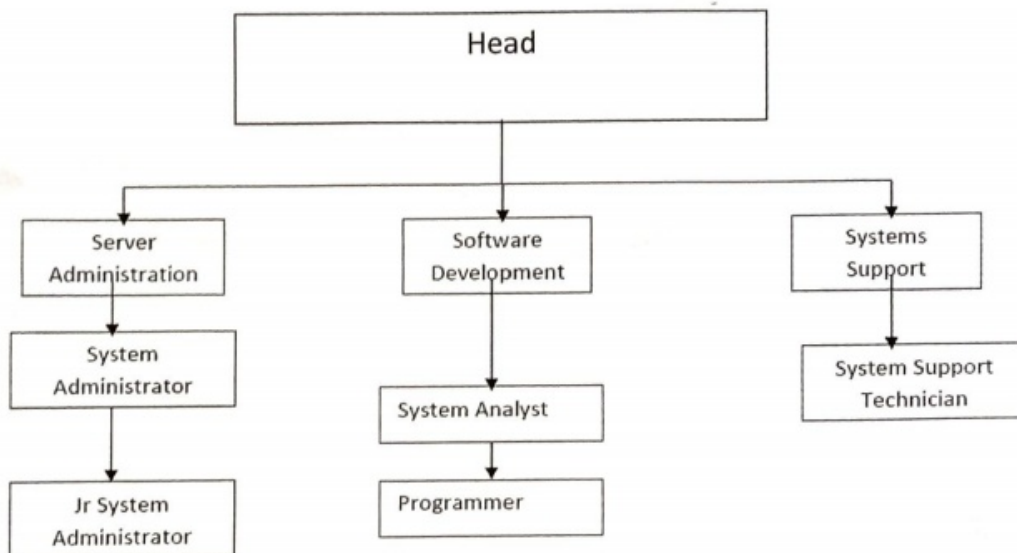 Head
Server
Administration
Software
Development
Systems
Support
System
Administrator
System Analyst
System Support
Technician
Jr System
Administrator
Programmer